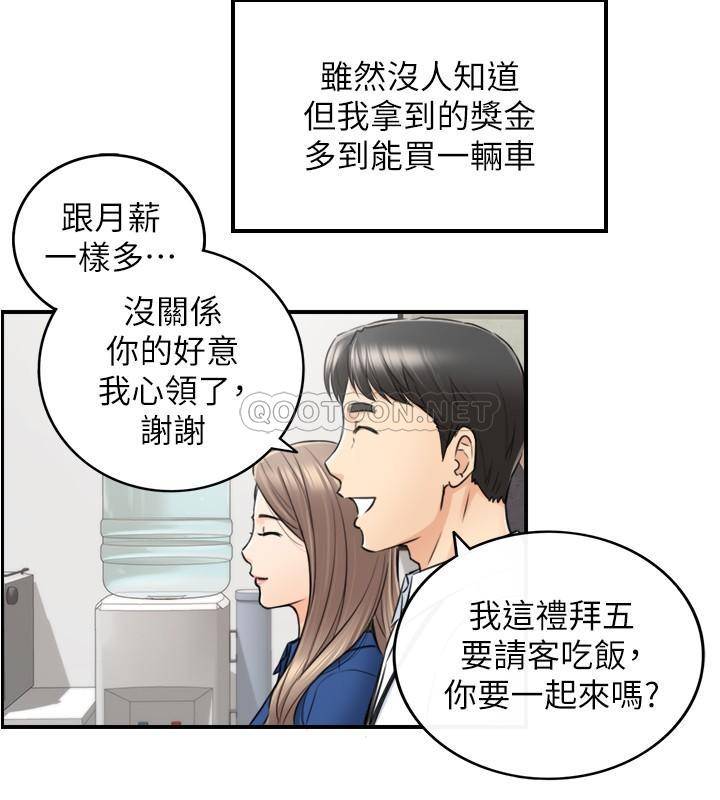 雖然沒人知道
但我拿到的獎金
多到能買一輛車
跟月薪
一樣多…
沒關係
你的好意
我心領了，
謝謝
QOOTOON.NET
我這禮拜五
要請客吃飯，
你要一起來嗎？